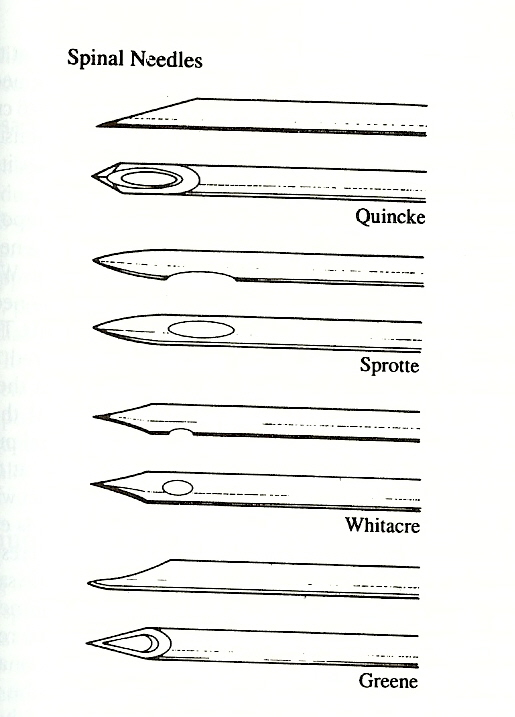 Spinal Needles
Quincke
Sprotte
Whitacre
Greene